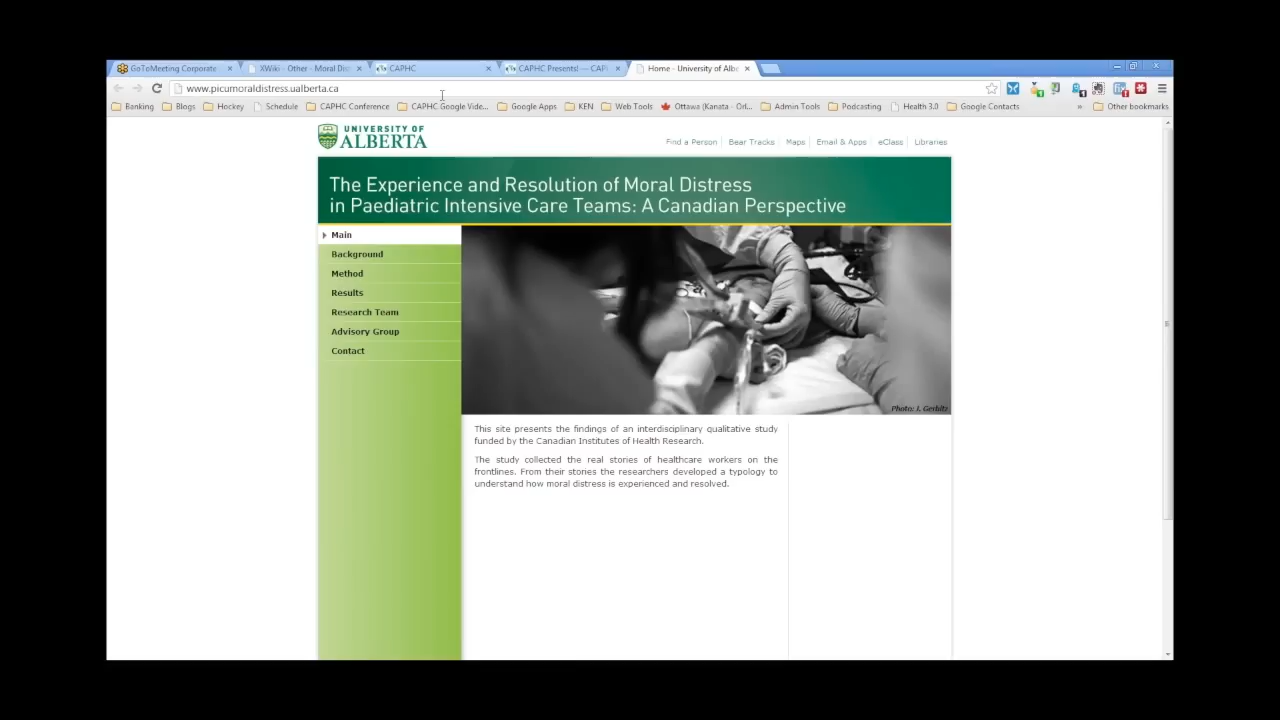 GoToMeeting Corporate
XWiki - Other - Moral Dis
CAPHC
CAPHC Presents! — CAP
Home - University of Albe
www.picumoraldistress.ualberta.ca
Banking
Blogs
Hockey
Schedule
CAPHC Conference
CAPHC Google Vide...
Google Apps
KEN
Web Tools
Ottawa (Kanata - Orl...
Admin Tools
Podcasting
Health 3.0
Google Contacts
»
Other bookmarks
UNIVERSITY OF
ALBERTA
Find a Person
Bear Tracks
Maps
Email & Apps
eClass
Libraries
The Experience and Resolution of Moral Distress
in Paediatric Intensive Care Teams: A Canadian Perspective
Main
Background
Method
Results
Research Team
Advisory Group
Contact
Photo: J. Gerbitz
This site presents the findings of an interdisciplinary qualitative study
funded by the Canadian Institutes of Health Research.
The study collected the real stories of healthcare workers on the
frontlines. From their stories the researchers developed a typology to
understand how moral distress is experienced and resolved.